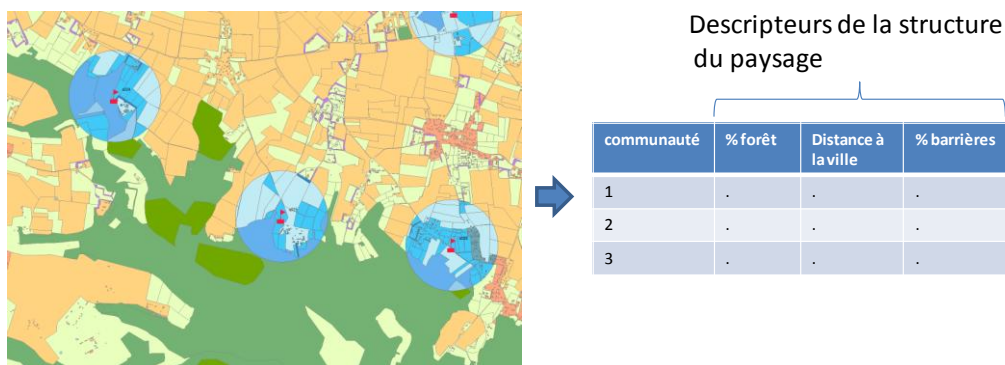 Descripteurs de la structure
du paysage
communauté % forêt Distance à % barrières
la ville
1 . . .
2 . . .
3 . . .